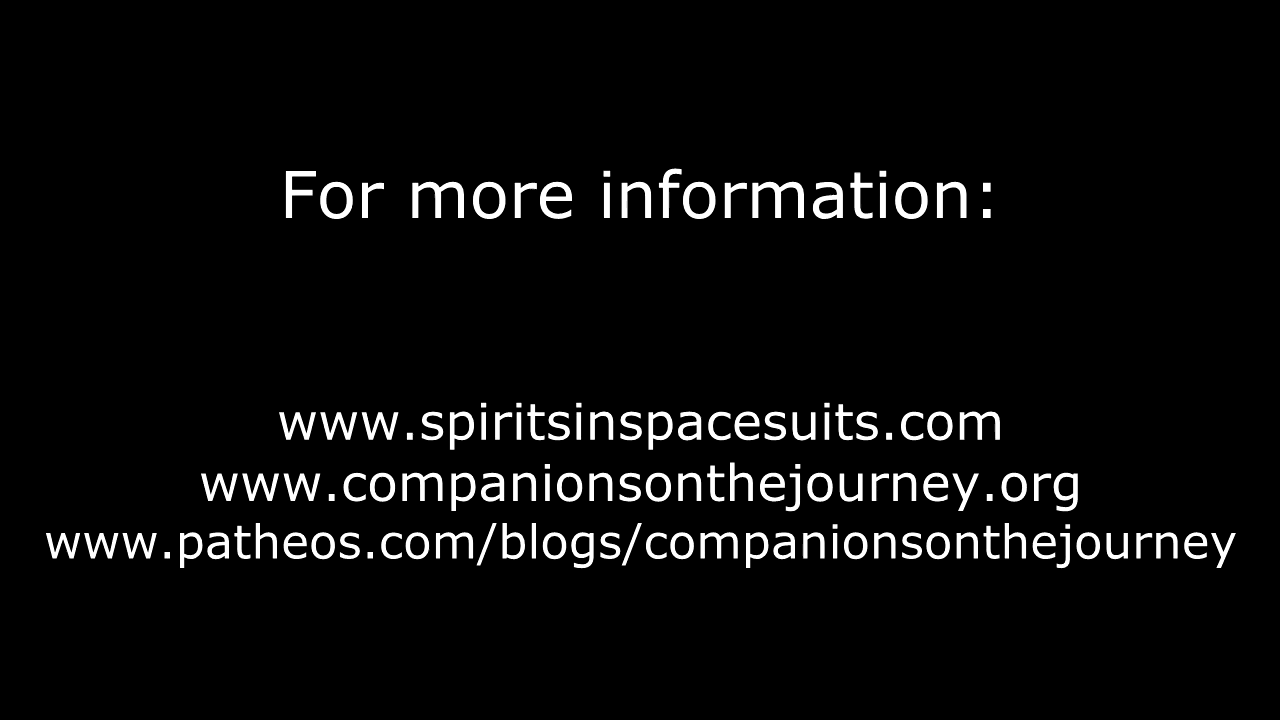 For more information:
www.spiritsinspacesuits.com
www.companionsonthejourney.org
www.patheos.com/blogs/companionsonthejourney